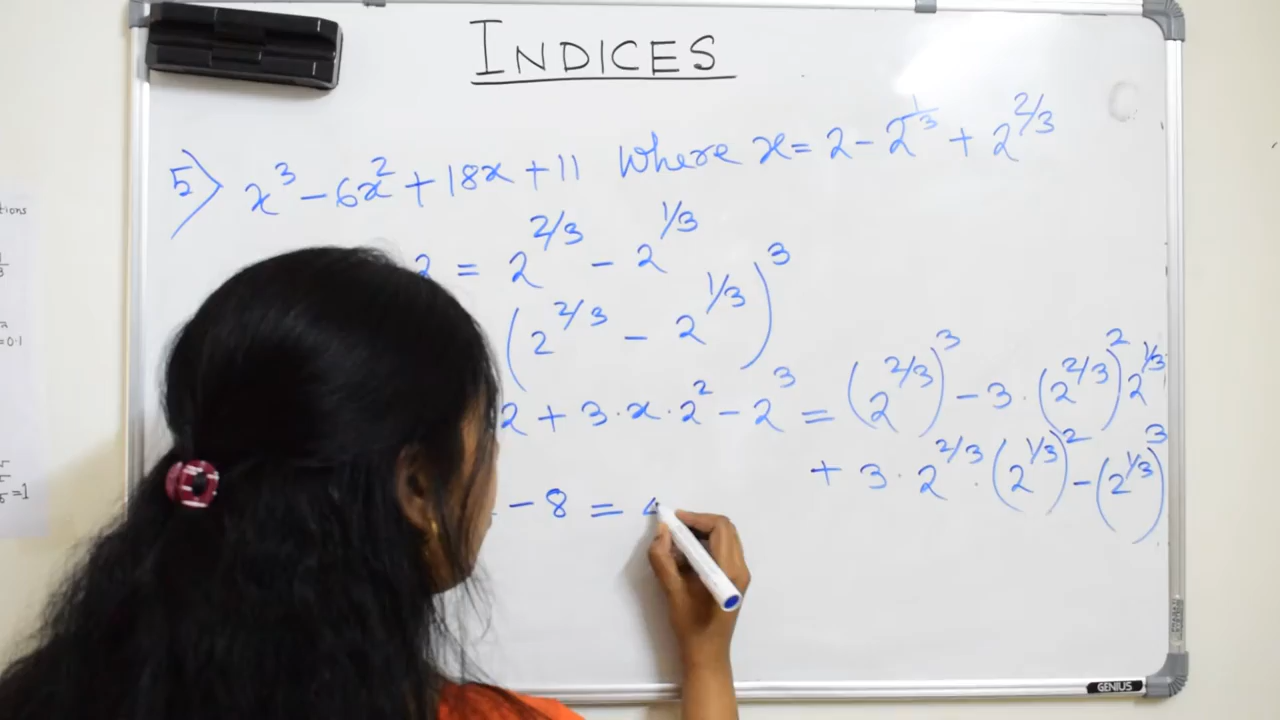 INDICES
5) x³ - 6x² + 18x + 11 Where x = 2 - 2^{1/3} + 2^{2/3}
2 = 2^{2/3} - 2^{1/3}
(2^{2/3} - 2^{1/3})³
2 + 3·x·2² - 2³ = (2^{2/3})³ - 3·(2^{2/3})² 2^{1/3}
+ 3·2^{2/3}·(2^{1/3})² - (2^{1/3})³
- 8 = 4
GENIUS